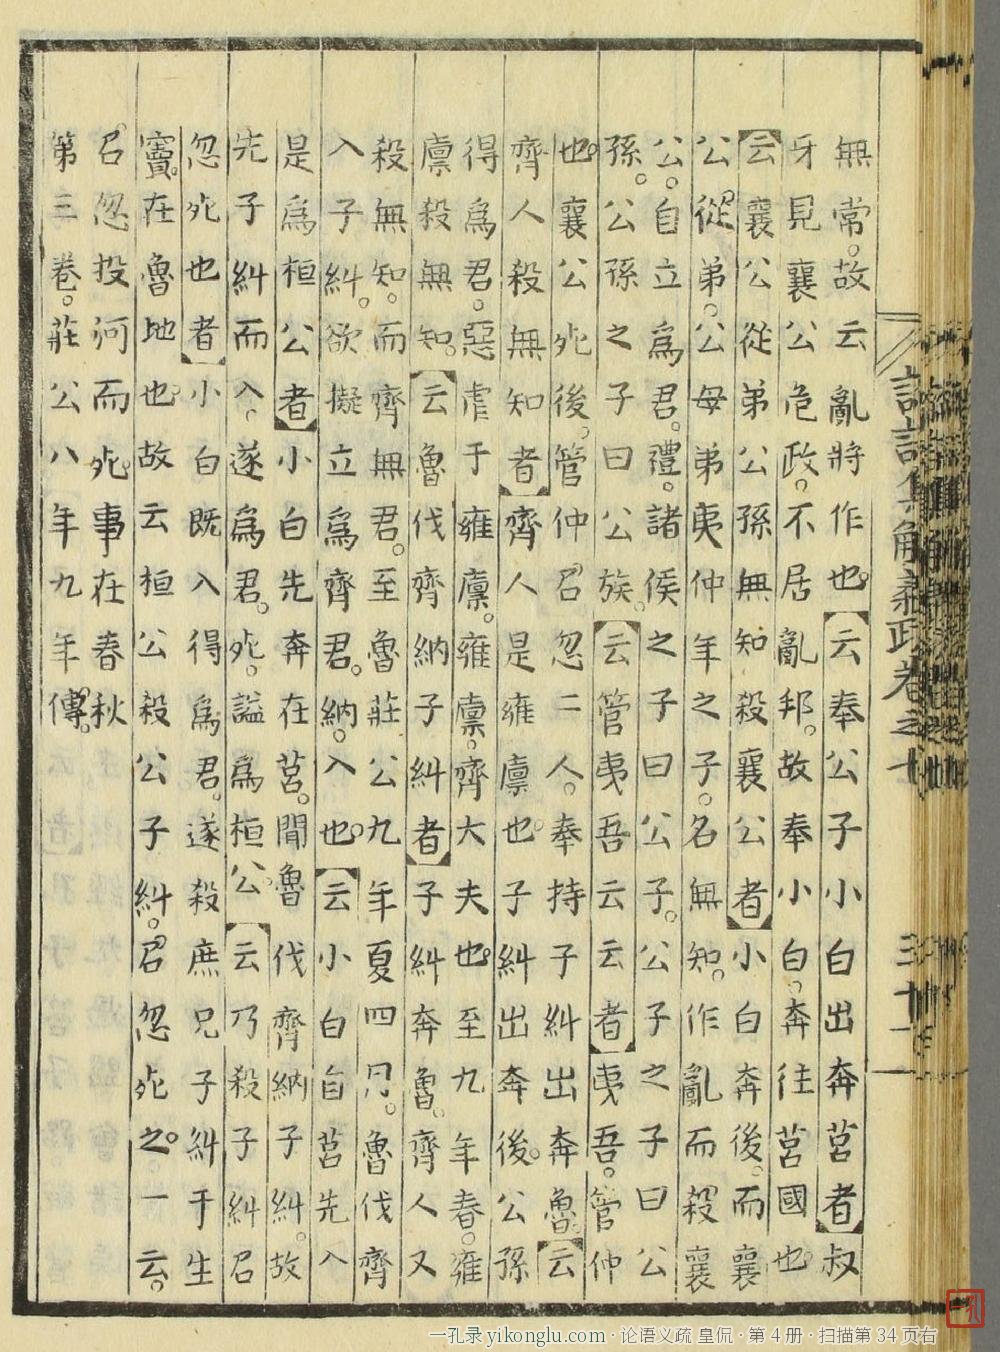 無常。故云亂將作也。【云奉公子小白出奔莒者】叔
牙見襄公危政。不居亂邦。故奉小白。奔往莒國也。
【云襄公從弟公孫無知殺襄公者】小白奔後。而襄
公從弟。公母弟夷仲年之子。名無知。作亂而殺襄
公。自立爲君。禮。諸侯之子曰公子。公子之子曰公
孫。公孫之子曰公族。【云管夷吾云云者】夷吾。管仲
也。襄公死後。管仲召忽二人。奉持子糾出奔魯。【云
齊人殺無知者】齊人是雍廩也。子糾出奔後。公孫
得爲君。惡虐于雍廩。雍廩。齊大夫也。至九年春。雍
廩殺無知。【云魯伐齊納子糾者】子糾奔魯。齊人又
殺無知。而齊無君。至魯莊公九年夏四月。魯伐齊
入子糾。欲擬立爲齊君。納。入也。【云小白自莒先入
是爲桓公者】小白先奔在莒。聞魯伐齊納子糾。故
先子糾而入。遂爲君。死。謚爲桓公。【云乃殺子糾召
忽死也者】小白既入得爲君。遂殺庶兄子糾于生
竇。在魯地也。故云桓公殺公子糾。召忽死之。一云。
召忽投河而死。事在春秋
第三卷。莊公八年九年傳。
卷之七
三十一
一孔录 yikonglu.com · 论语义疏 皇侃 · 第 4 册 · 扫描第 34 页右